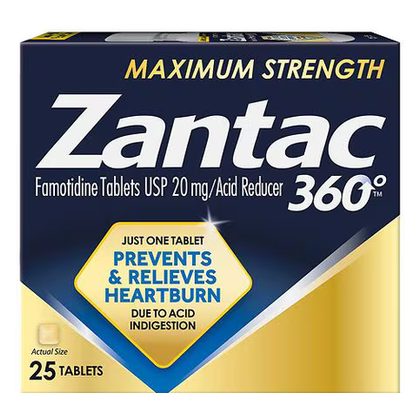 MAXIMUM STRENGTH
Zantac
Famotidine Tablets USP 20 mg/Acid Reducer 360°™
JUST ONE TABLET
PREVENTS
& RELIEVES
HEARTBURN
DUE TO ACID
INDIGESTION
Actual Size
25 TABLETS